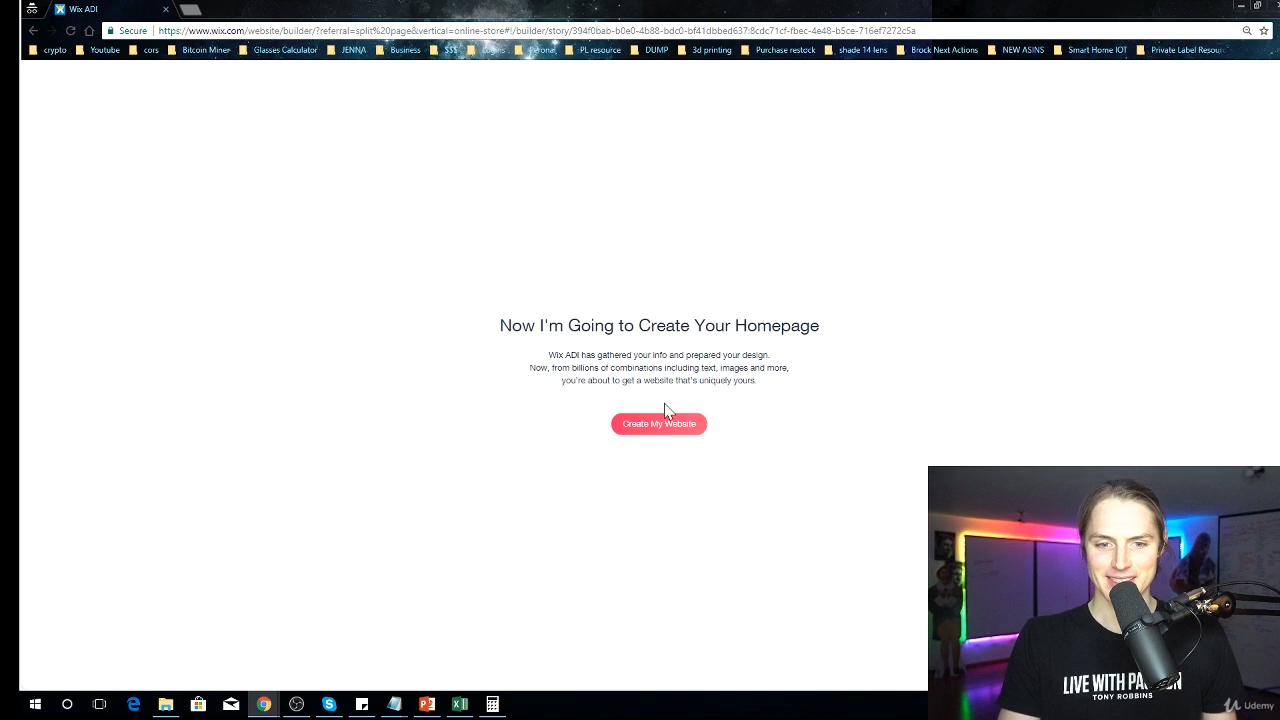 Wix ADI
Secure
https://www.wix.com/website/builder/?referral=split%20page&vertical=online-store#!/builder/story/394f0bab-b0e0-4b88-bdc0-bf41dbbed637:8cdc71cf-fbec-4e48-b5ce-716ef7272c5a
crypto Youtube cors Bitcoin Miner Glasses Calculator JENNA Business $$$ Logins Peronal PL resource DUMP 3d printing Purchase restock shade 14 lens Brock Next Actions NEW ASINS Smart Home IOT Private Label Resour
Now I'm Going to Create Your Homepage
Wix ADI has gathered your info and prepared your design.
Now, from billions of combinations including text, images and more,
you're about to get a website that's uniquely yours.
Create My Website
LIVE WITH PA
TONY ROBBINS
Udemy